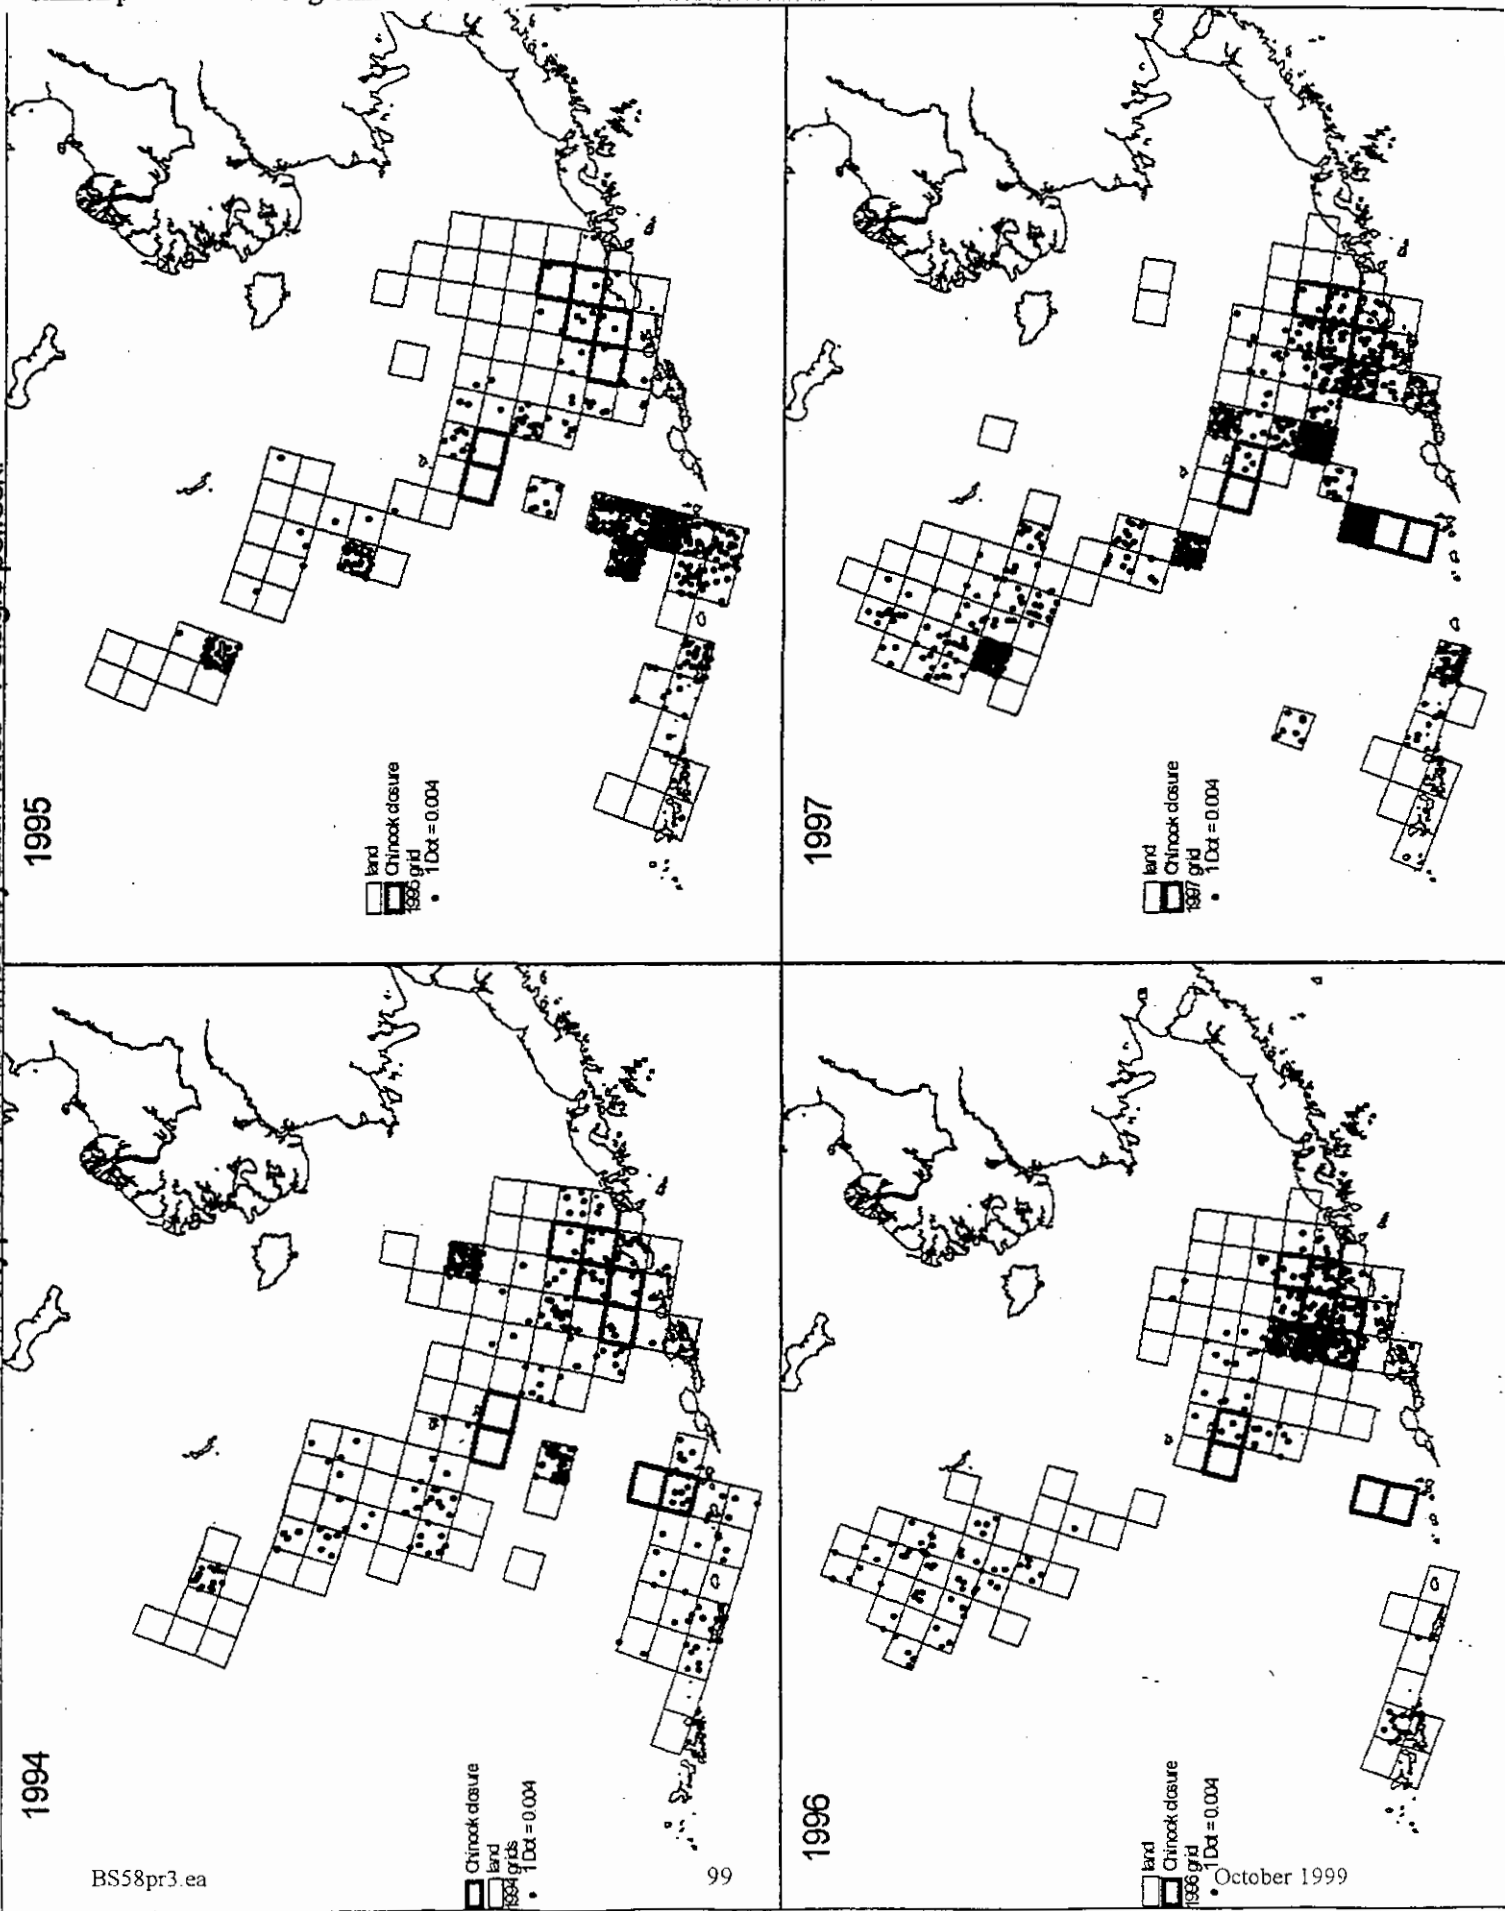 1994
Chinook closure
land
1994 grids
1 Dot = 0.004
1995
land
Chinook closure
1995 grid
1 Dot = 0.004
1996
land
Chinook closure
1996 grid
1 Dot = 0.004
1997
land
Chinook closure
1997 grid
1 Dot = 0.004
BS58pr3.ea
99
October 1999